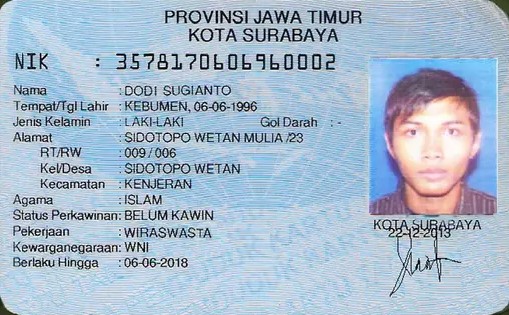 PROVINSI JAWA TIMUR
KOTA SURABAYA
NIK : 3578170606960002
Nama : DODI SUGIANTO
Tempat/Tgl Lahir : KEBUMEN, 06-06-1996
Jenis Kelamin : LAKI-LAKI Gol Darah : -
Alamat : SIDOTOPO WETAN MULIA /23
RT/RW : 009 / 006
Kel/Desa : SIDOTOPO WETAN
Kecamatan : KENJERAN
Agama : ISLAM
Status Perkawinan: BELUM KAWIN
Pekerjaan : WIRASWASTA
Kewarganegaraan: WNI
Berlaku Hingga : 06-06-2018
KOTA SURABAYA
22-12-2013